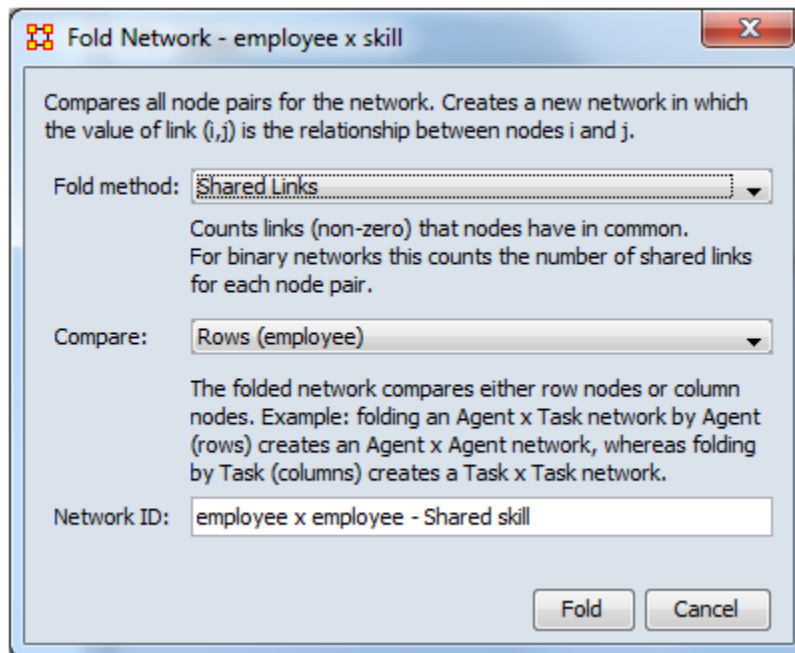 Fold Network - employee x skill
Compares all node pairs for the network. Creates a new network in which
the value of link (i,j) is the relationship between nodes i and j.
Fold method: Shared Links
Counts links (non-zero) that nodes have in common.
For binary networks this counts the number of shared links
for each node pair.
Compare: Rows (employee)
The folded network compares either row nodes or column
nodes. Example: folding an Agent x Task network by Agent
(rows) creates an Agent x Agent network, whereas folding
by Task (columns) creates a Task x Task network.
Network ID: employee x employee - Shared skill
Fold Cancel